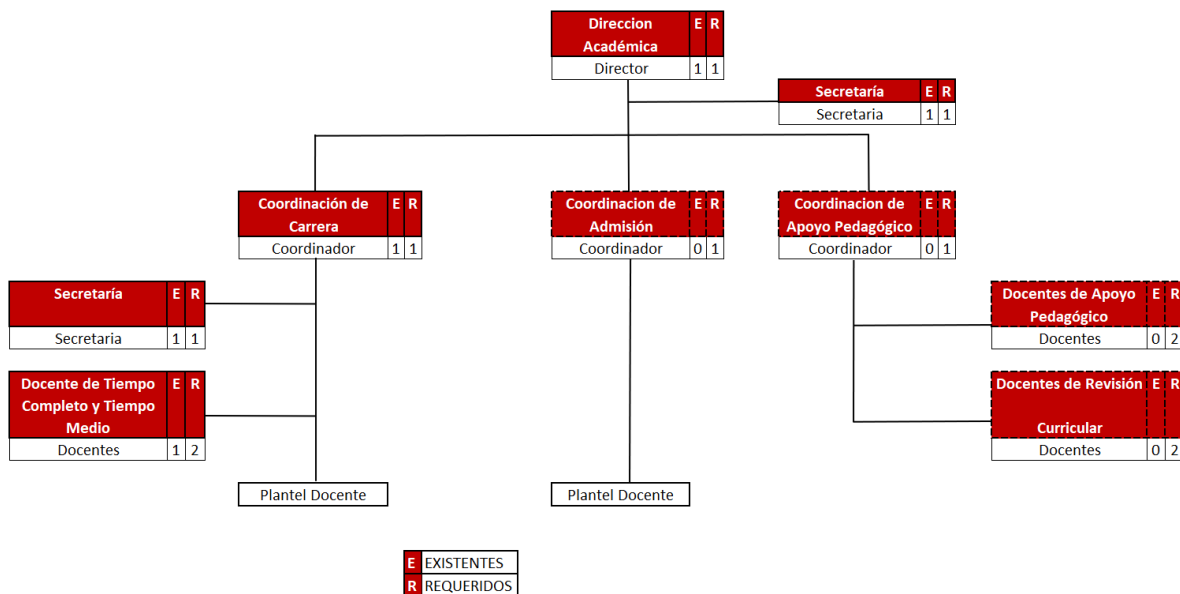 Direccion Académica E R
Director 1 1
Secretaría E R
Secretaria 1 1
Coordinación de Carrera E R
Coordinador 1 1
Coordinacion de Admisión E R
Coordinador 0 1
Coordinacion de Apoyo Pedagógico E R
Coordinador 0 1
Secretaría E R
Secretaria 1 1
Docentes de Apoyo Pedagógico E R
Docentes 0 2
Docente de Tiempo Completo y Tiempo Medio E R
Docentes 1 2
Docentes de Revisión Curricular E R
Docentes 0 2
Plantel Docente
Plantel Docente
E EXISTENTES
R REQUERIDOS